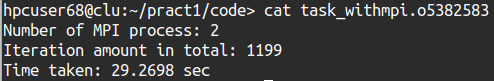 hpcuser68@clu:~/pract1/code> cat task_withmpi.o5382583
Number of MPI process: 2
Iteration amount in total: 1199
Time taken: 29.2698 sec